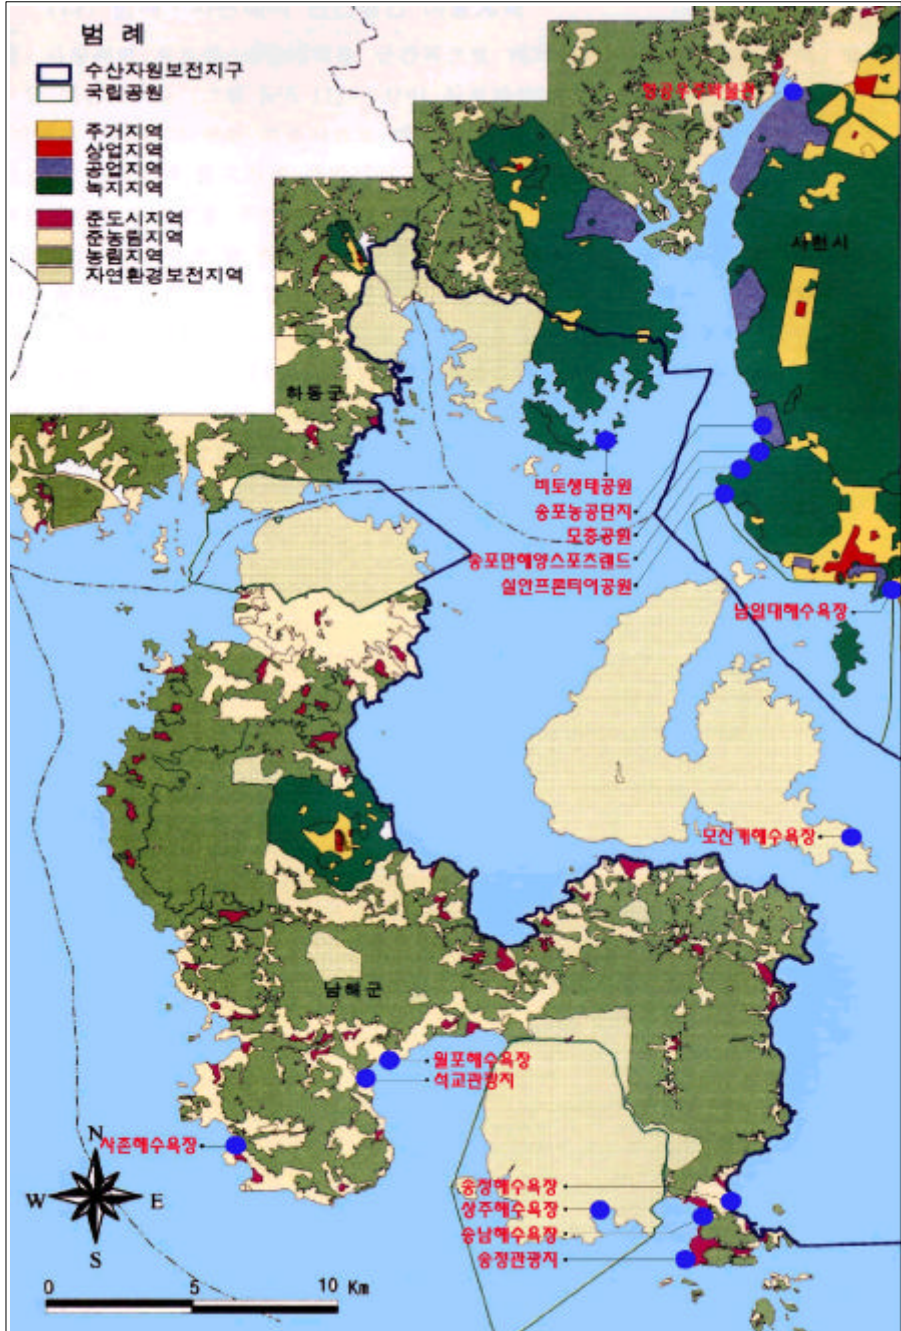 범 례
수산자원보전지구
국립공원
주거지역
상업지역
공업지역
녹지지역
준도시지역
준농림지역
농림지역
자연환경보전지역
항공우주박물관
사천시
하동군
비토생태공원
송포농공단지
모충공원
송포만해양스포츠랜드
실안프론티어공원
남일대해수욕장
모상개해수욕장
남해군
월포해수욕장
석교관광지
사촌해수욕장
송정해수욕장
상주해수욕장
송남해수욕장
송정관광지
N
W E
S
0 5 10 Km